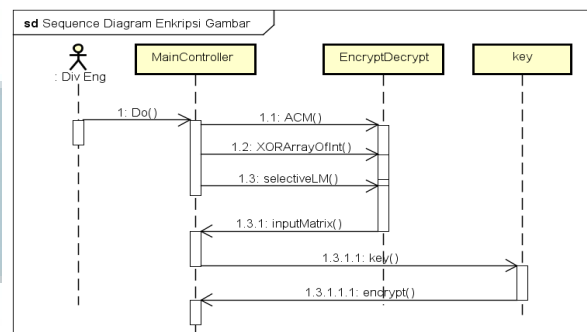 sd Sequence Diagram Enkripsi Gambar
: Div Eng
MainController
EncryptDecrypt
key
1: Do()
1.1: ACM()
1.2: XORArrayOfInt()
1.3: selectiveLM()
1.3.1: inputMatrix()
1.3.1.1: key()
1.3.1.1.1: encrypt()